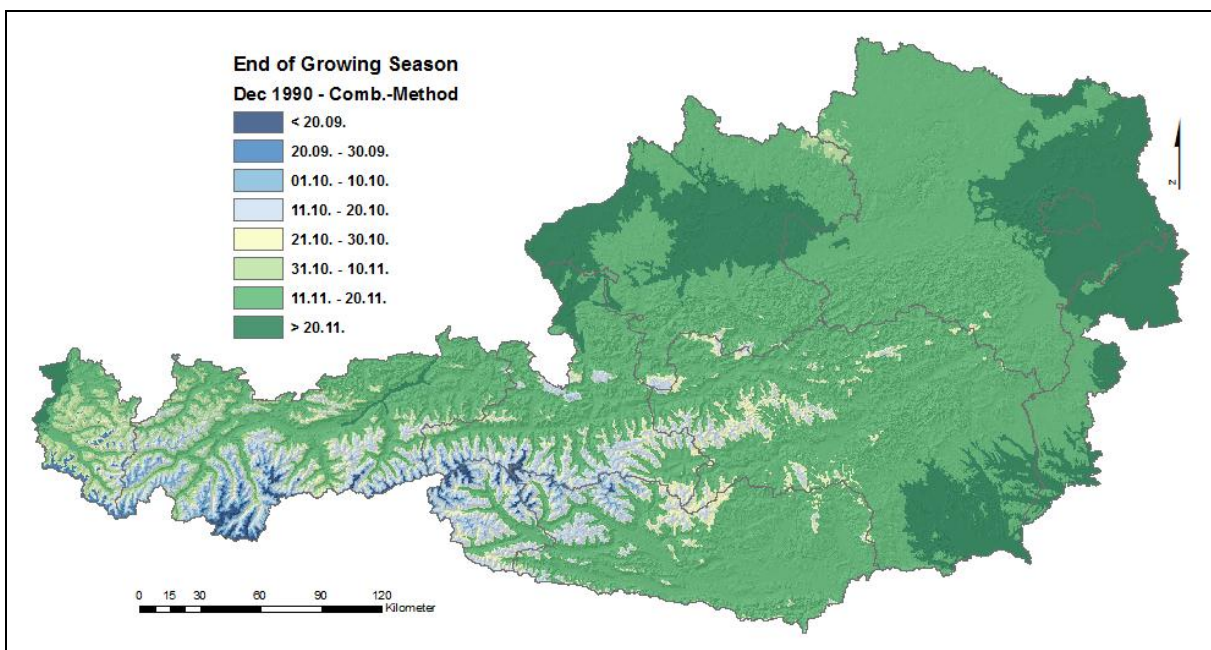 End of Growing Season
Dec 1990 - Comb.-Method
< 20.09.
20.09. - 30.09.
01.10. - 10.10.
11.10. - 20.10.
21.10. - 30.10.
31.10. - 10.11.
11.11. - 20.11.
> 20.11.
N
0 15 30 60 90 120
Kilometer